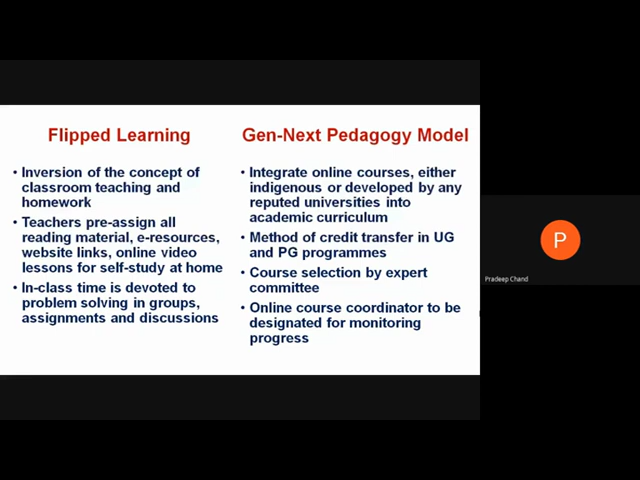 Flipped Learning
• Inversion of the concept of
classroom teaching and
homework
• Teachers pre-assign all
reading material, e-resources,
website links, online video
lessons for self-study at home
• In-class time is devoted to
problem solving in groups,
assignments and discussions
Gen-Next Pedagogy Model
• Integrate online courses, either
indigenous or developed by any
reputed universities into
academic curriculum
• Method of credit transfer in UG
and PG programmes
• Course selection by expert
committee
• Online course coordinator to be
designated for monitoring
progress
P
Pradeep Chand